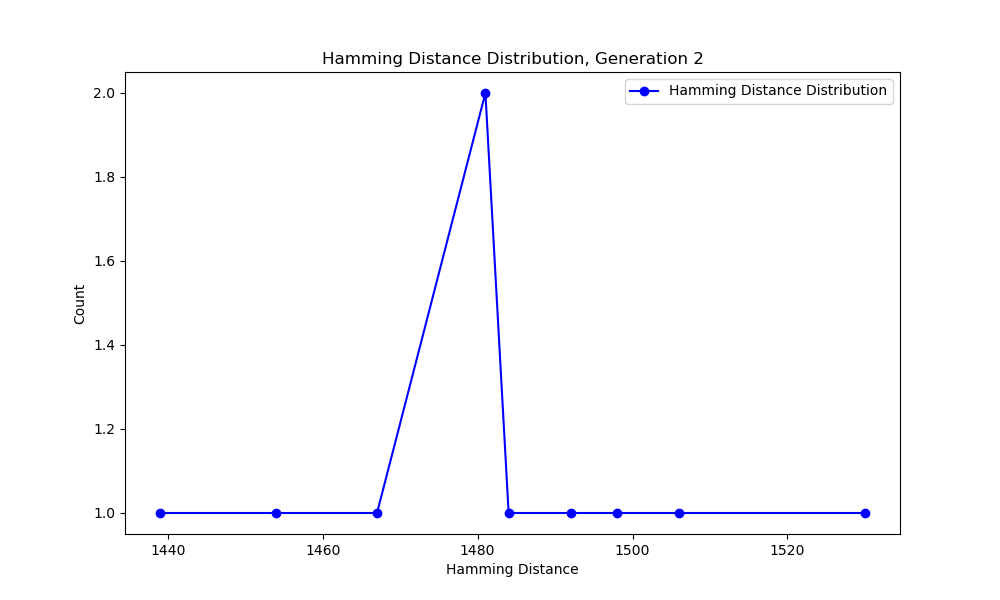 Hamming Distance Distribution, Generation 2
Hamming Distance Distribution
2.0
1.8
1.6
1.4
1.2
1.0
Count
1440 1460 1480 1500 1520
Hamming Distance